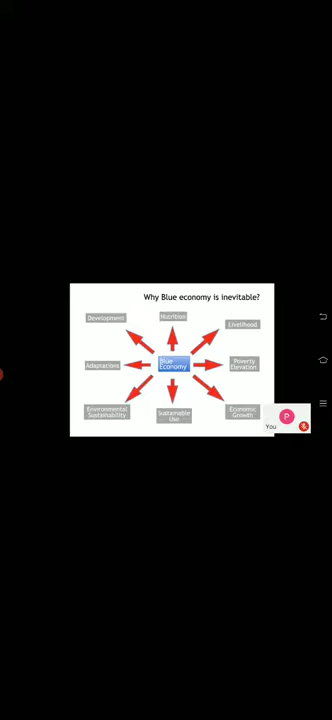 Why Blue economy is inevitable?
Development
Nutrition
Livelihood
Adaptations
Blue
Economy
Poverty
Elevation
Environmental
Sustainability
Sustainable
Use
Economic
Growth
P
You